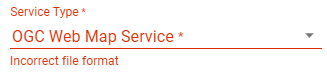 Service Type *
OGC Web Map Service *
Incorrect file format